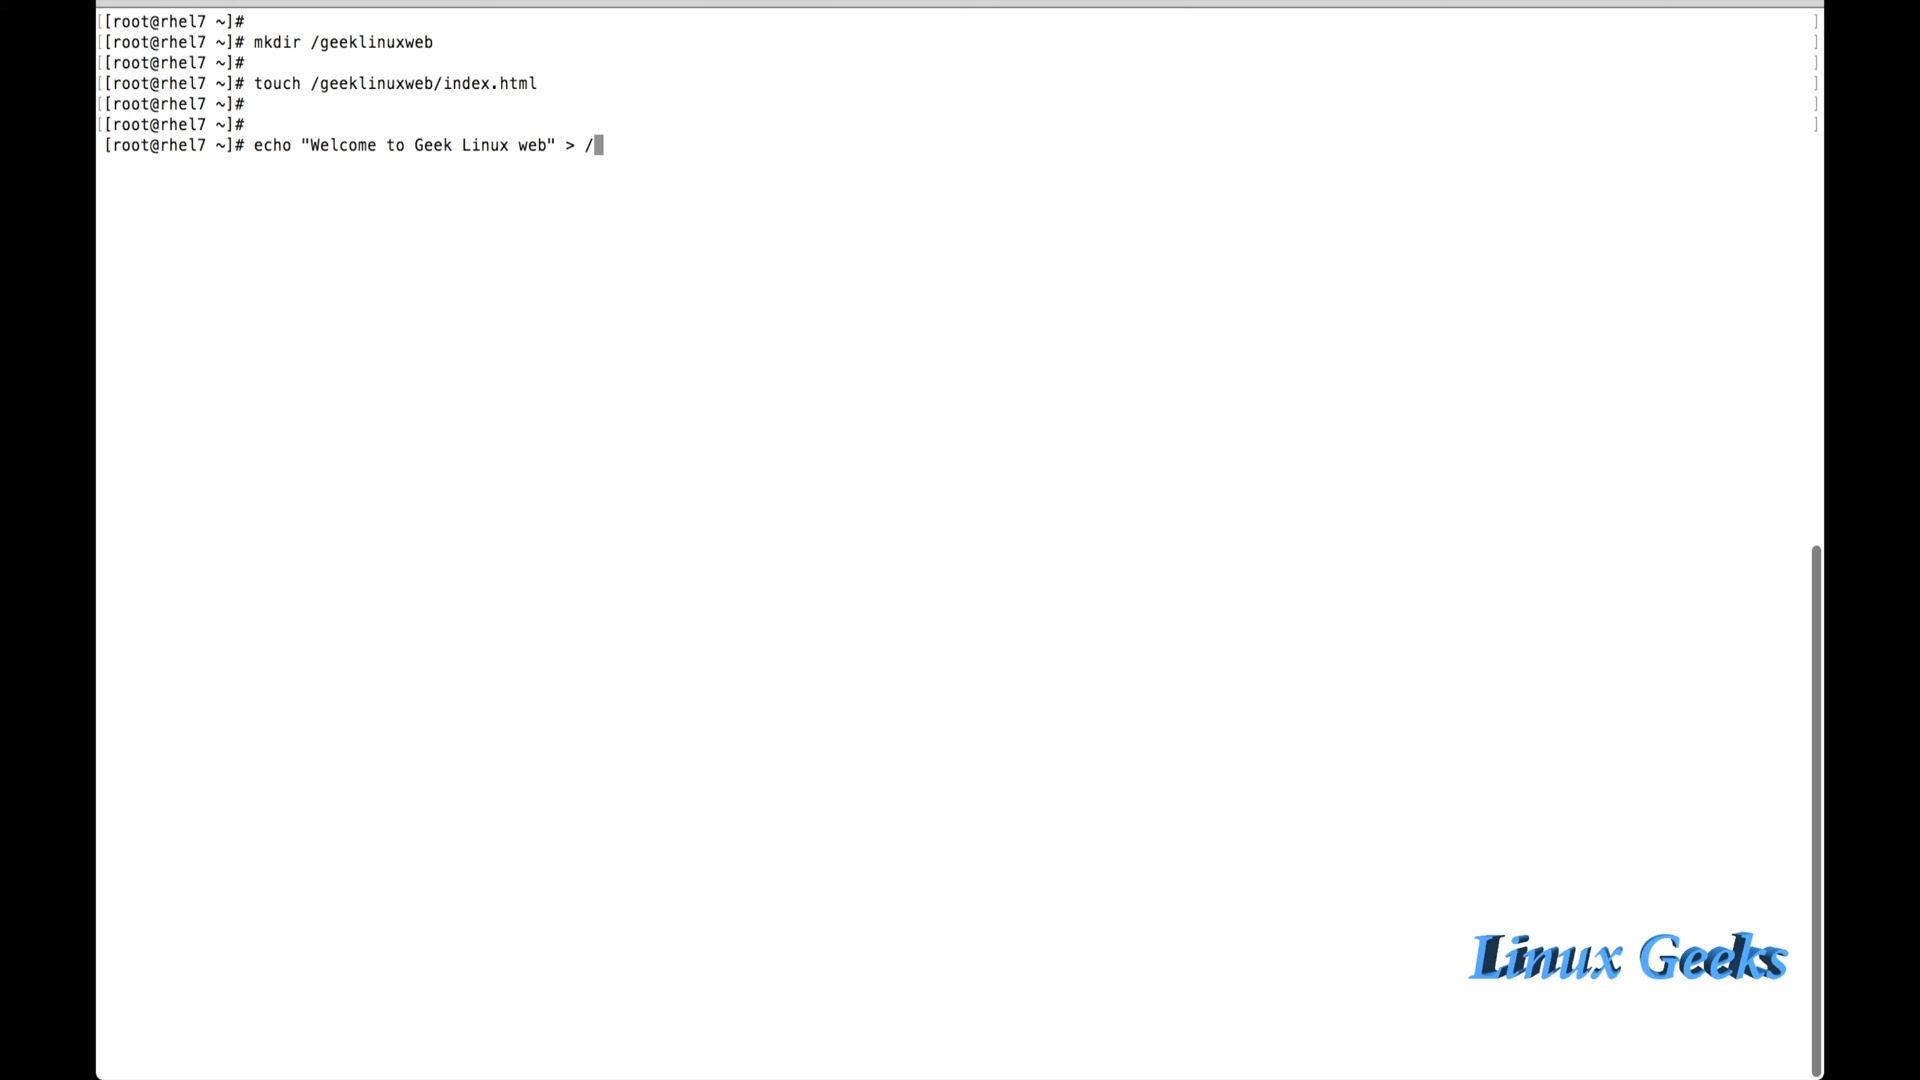 [[root@rhel7 ~]# ]
[[root@rhel7 ~]# mkdir /geeklinuxweb ]
[[root@rhel7 ~]# ]
[[root@rhel7 ~]# touch /geeklinuxweb/index.html ]
[[root@rhel7 ~]# ]
[[root@rhel7 ~]# ]
[root@rhel7 ~]# echo "Welcome to Geek Linux web" > /
Linux Geeks